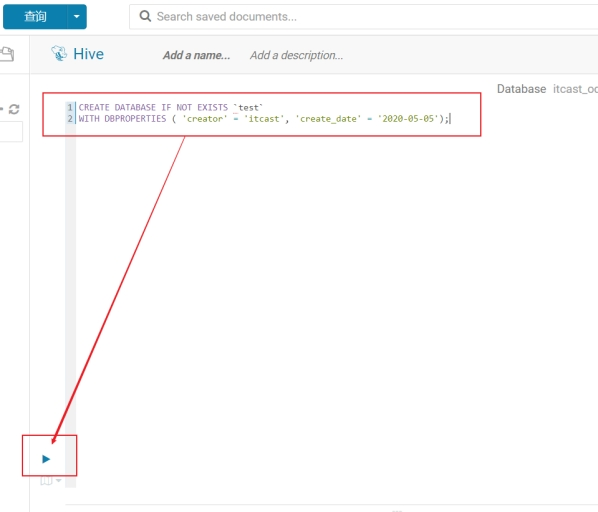 查询
Search saved documents...
Hive Add a name... Add a description...
Database itcast_o
1 CREATE DATABASE IF NOT EXISTS `test`
2 WITH DBPROPERTIES ( 'creator' = 'itcast', 'create_date' = '2020-05-05');